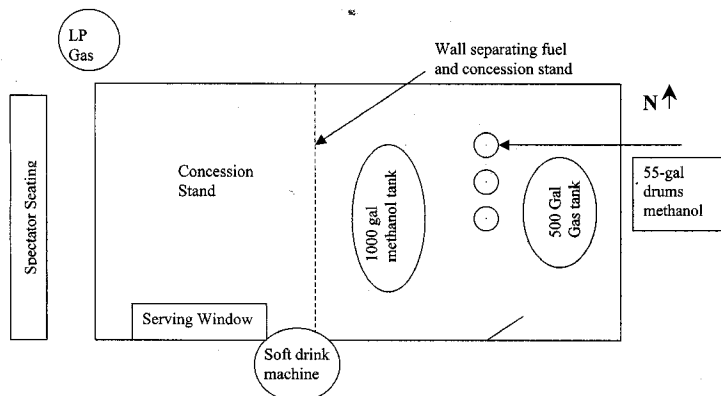 LP
Gas
Wall separating fuel
and concession stand
N
Spectator Seating
Concession
Stand
1000 gal
methanol tank
500 Gal
Gas tank
55-gal
drums
methanol
Serving Window
Soft drink
machine